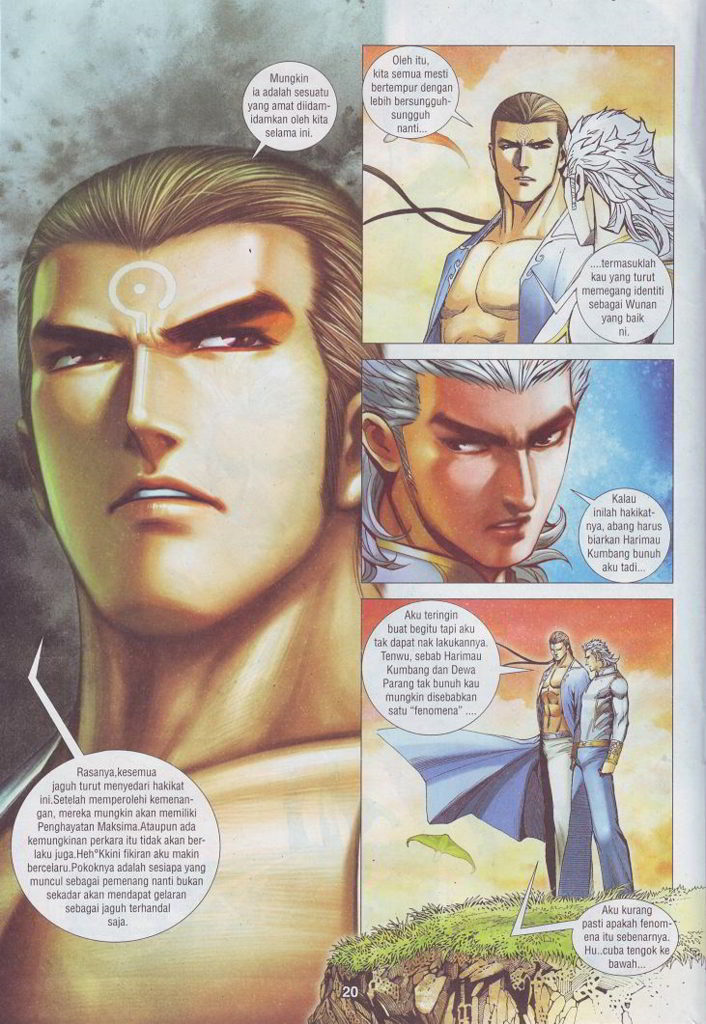 Mungkin
ia adalah sesuatu
yang amat diidam-
idamkan oleh kita
selama ini.
Rasanya,kesemua
jaguh turut menyedari hakikat
ini.Setelah memperolehi kemenan-
gan, mereka mungkin akan memiliki
Penghayatan Maksima.Ataupun ada
kemungkinan perkara itu tidak akan ber-
laku juga.Heh°Kkini fikiran aku makin
bercelaru.Pokoknya adalah sesiapa yang
muncul sebagai pemenang nanti bukan
sekadar akan mendapat gelaran
sebagai jaguh terhandal
saja.
Oleh itu,
kita semua mesti
bertempur dengan
lebih bersungguh-
sungguh
nanti...
....termasuklah
kau yang turut
memegang identiti
sebagai Wunan
yang baik
ni.
Kalau
inilah hakikat-
nya, abang harus
biarkan Harimau
Kumbang bunuh
aku tadi...
Aku teringin
buat begitu tapi aku
tak dapat nak lakukannya.
Tenwu, sebab Harimau
Kumbang dan Dewa
Parang tak bunuh kau
mungkin disebabkan
satu "fenomena" ....
Aku kurang
pasti apakah fenom-
ena itu sebenarnya.
Hu..cuba tengok ke
bawah...
20